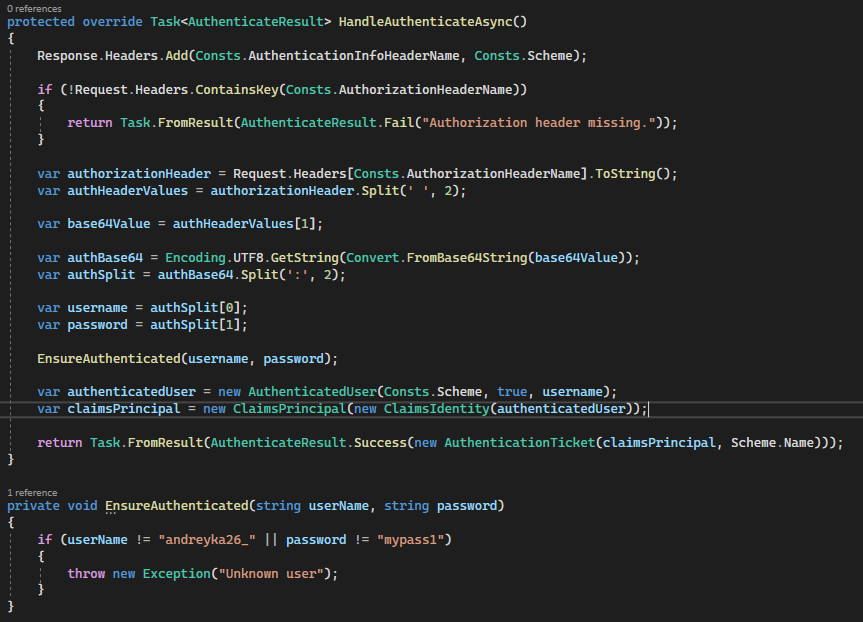 0 references
protected override Task<AuthenticateResult> HandleAuthenticateAsync()
{
    Response.Headers.Add(Consts.AuthenticationInfoHeaderName, Consts.Scheme);

    if (!Request.Headers.ContainsKey(Consts.AuthorizationHeaderName))
    {
        return Task.FromResult(AuthenticateResult.Fail("Authorization header missing."));
    }

    var authorizationHeader = Request.Headers[Consts.AuthorizationHeaderName].ToString();
    var authHeaderValues = authorizationHeader.Split(' ', 2);

    var base64Value = authHeaderValues[1];

    var authBase64 = Encoding.UTF8.GetString(Convert.FromBase64String(base64Value));
    var authSplit = authBase64.Split(':', 2);

    var username = authSplit[0];
    var password = authSplit[1];

    EnsureAuthenticated(username, password);

    var authenticatedUser = new AuthenticatedUser(Consts.Scheme, true, username);
    var claimsPrincipal = new ClaimsPrincipal(new ClaimsIdentity(authenticatedUser));

    return Task.FromResult(AuthenticateResult.Success(new AuthenticationTicket(claimsPrincipal, Scheme.Name)));
}

1 reference
private void EnsureAuthenticated(string userName, string password)
{
    if (userName != "andreyka26_" || password != "mypass1")
    {
        throw new Exception("Unknown user");
    }
}